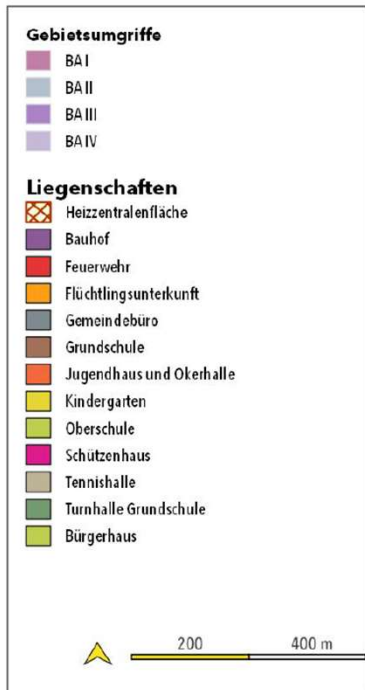 Gebietsumgriffe
BA I
BA II
BA III
BA IV
Liegenschaften
Heizzentralenfläche
Bauhof
Feuerwehr
Flüchtlingsunterkunft
Gemeindebüro
Grundschule
Jugendhaus und Okerhalle
Kindergarten
Oberschule
Schützenhaus
Tennishalle
Turnhalle Grundschule
Bürgerhaus
200 400 m